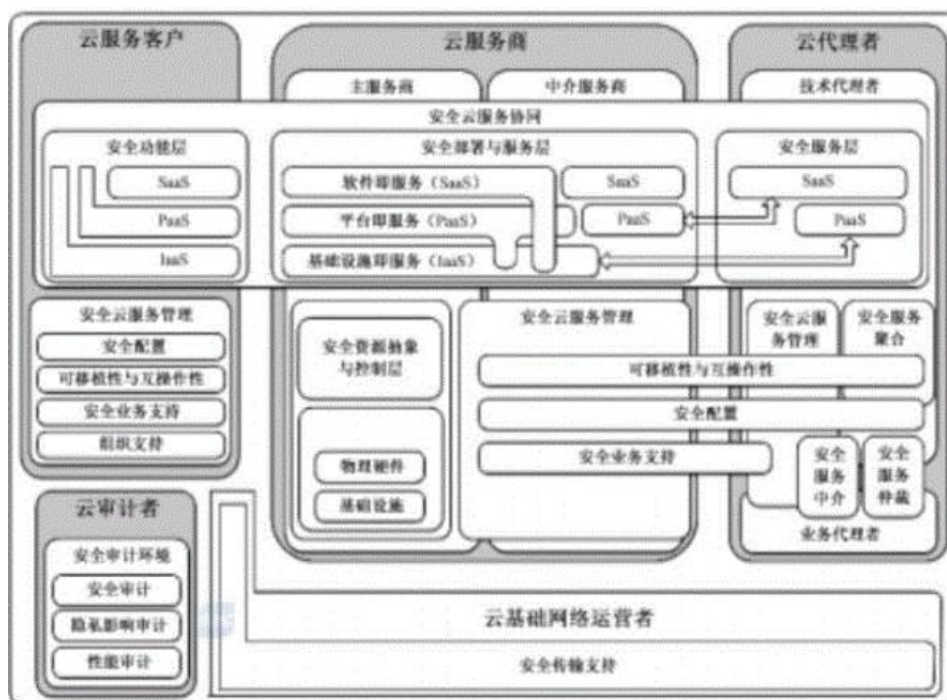 云服务客户
云服务商
云代理者
主服务商
中介服务商
技术代理者
安全云服务协同
安全功能层
安全部署与服务层
安全服务层
SaaS
软件即服务（SaaS）
SaaS
SaaS
PaaS
平台即服务（PaaS）
PaaS
PaaS
IaaS
基础设施即服务（IaaS）
安全云服务管理
安全配置
可移植性与互操作性
安全业务支持
组织支持
安全资源抽象
与控制层
物理硬件
基础设施
安全云服务管理
可移植性与互操作性
安全配置
安全业务支持
安全云服
务管理
安全服务
聚合
安全
服务
中介
安全
服务
仲裁
业务代理者
云审计者
安全审计环境
安全审计
隐私影响审计
性能审计
云基础网络运营者
安全传输支持